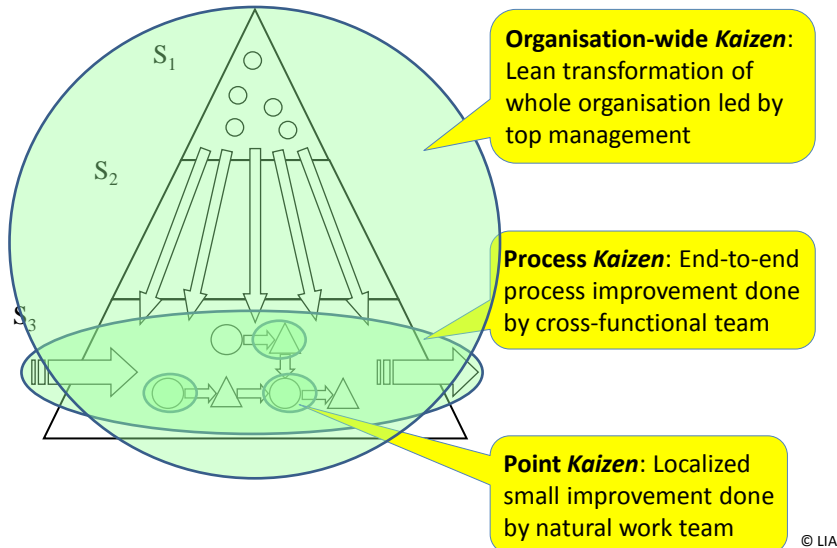 S1
S2
S3
Organisation-wide Kaizen:
Lean transformation of
whole organisation led by
top management
Process Kaizen: End-to-end
process improvement done
by cross-functional team
Point Kaizen: Localized
small improvement done
by natural work team
© LIA